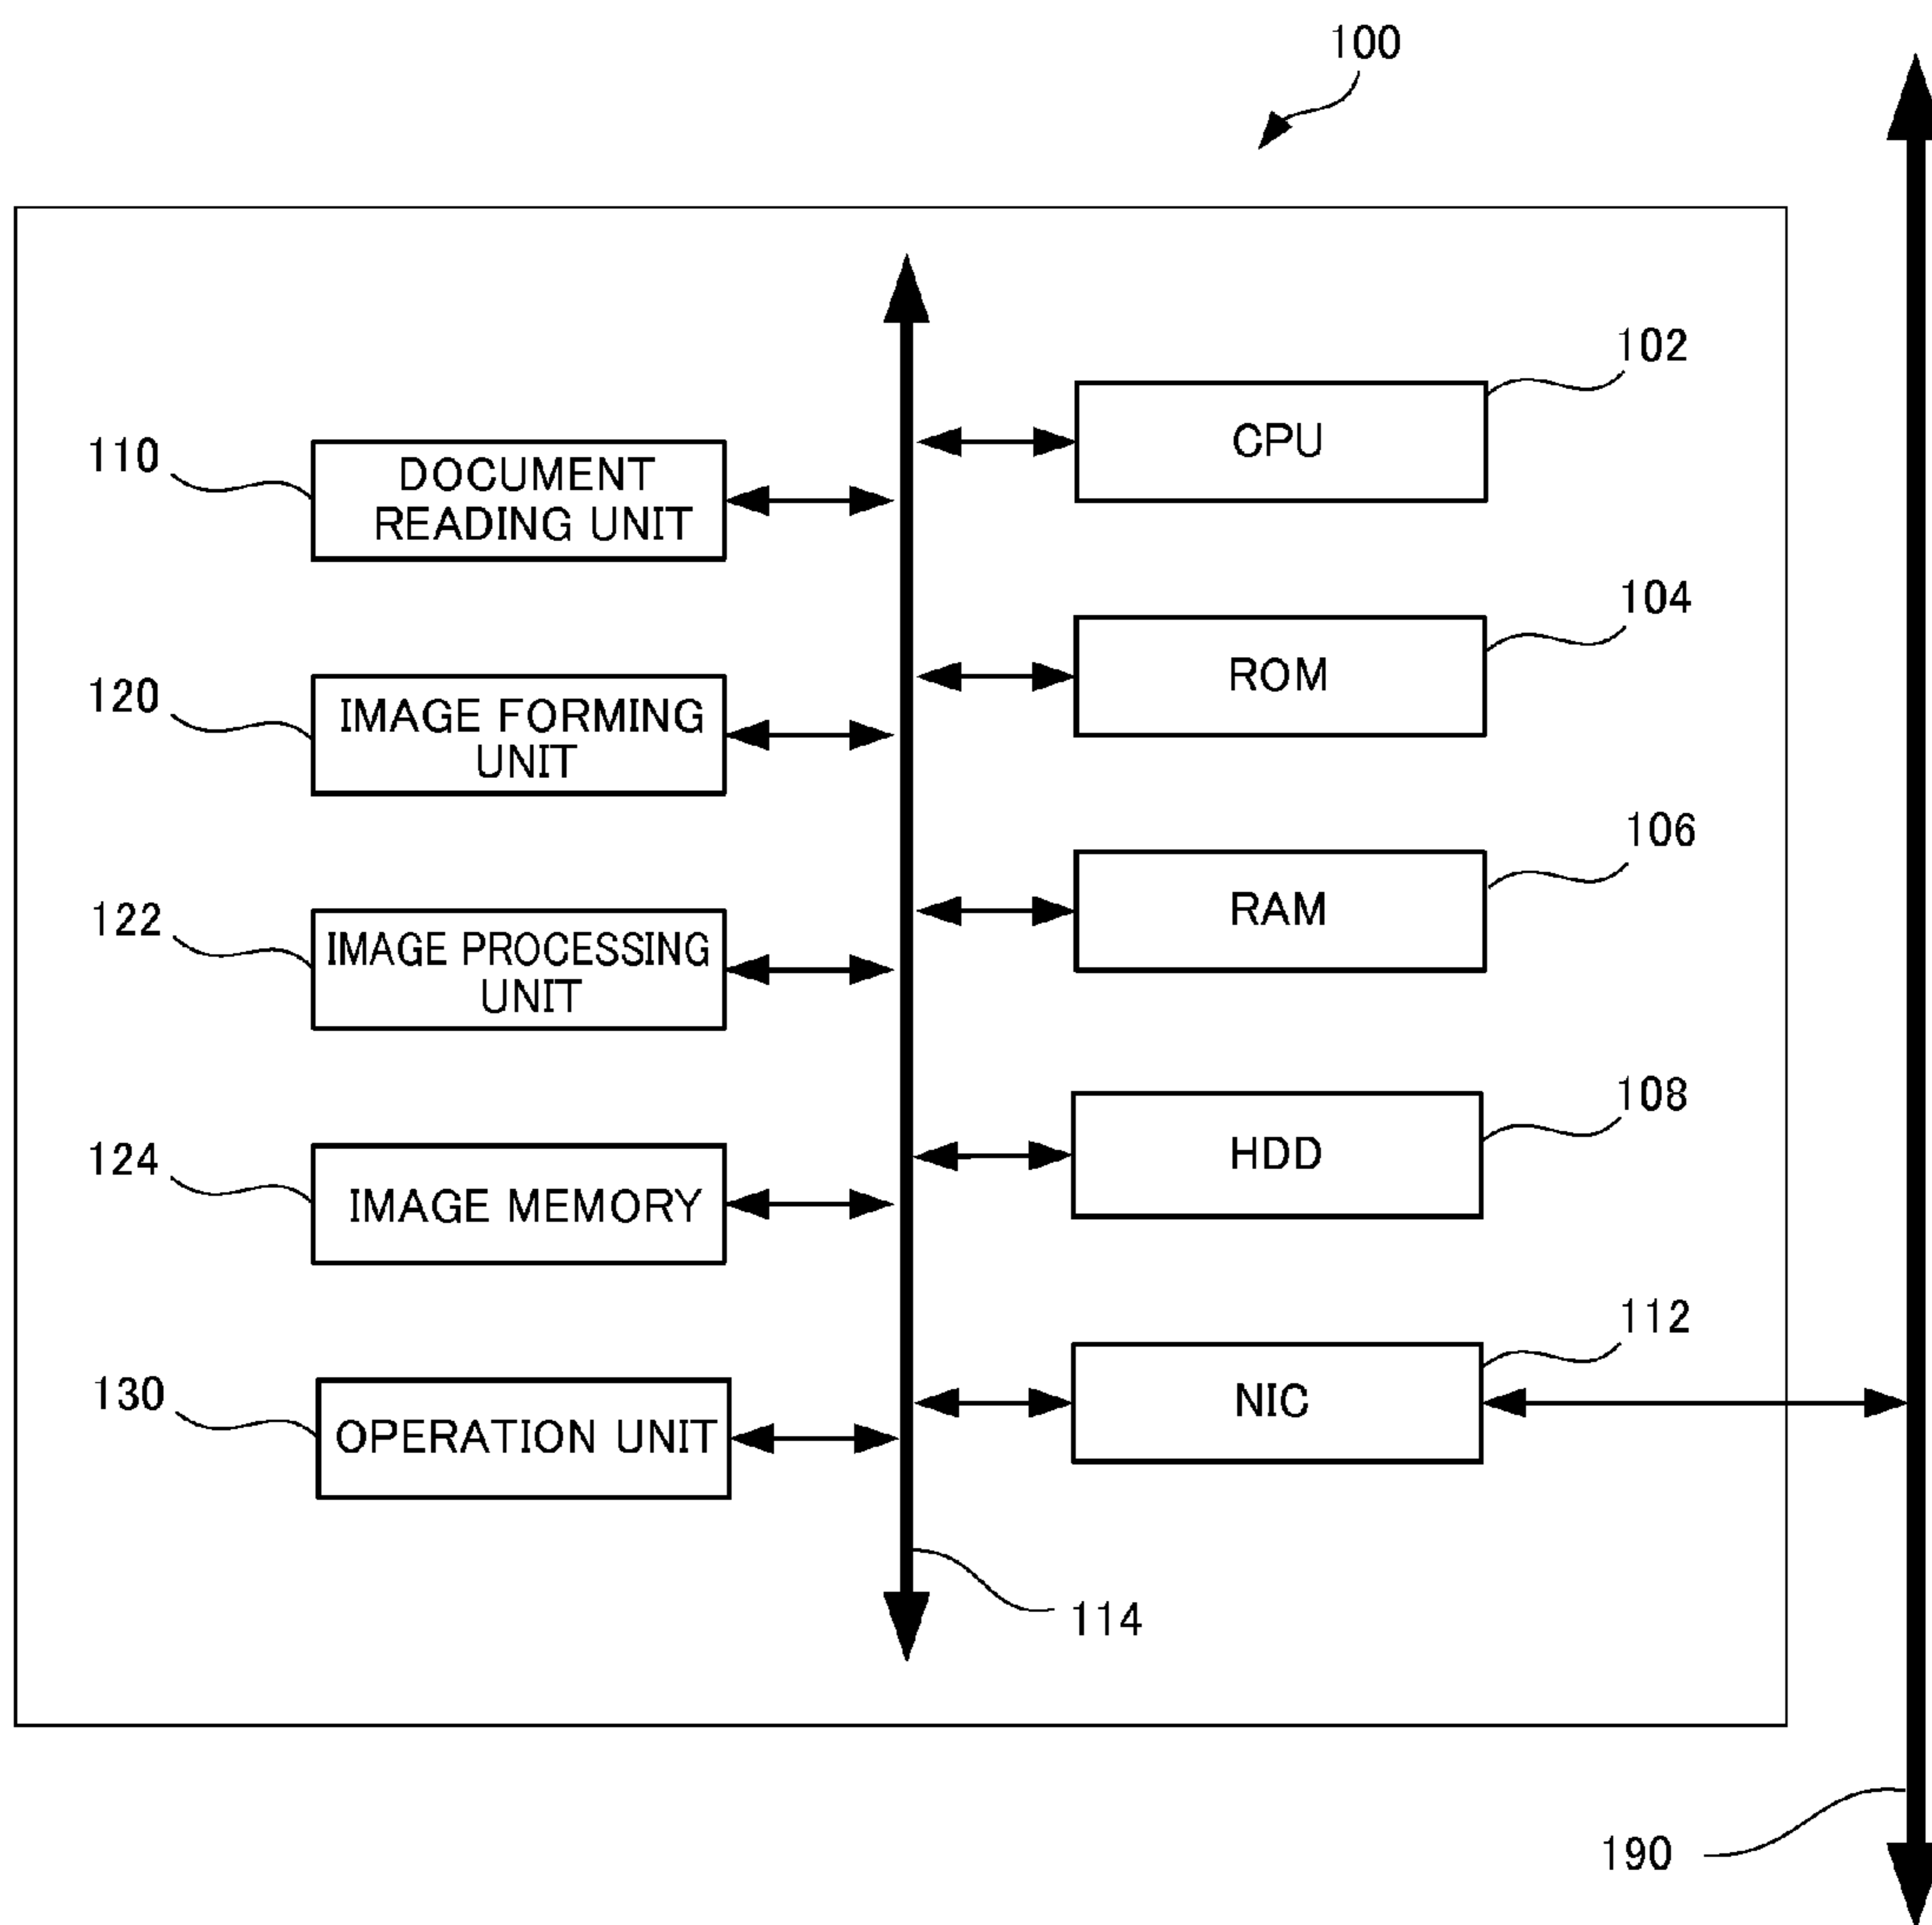 100
102
CPU
110
DOCUMENT
READING UNIT
104
ROM
120
IMAGE FORMING
UNIT
106
RAM
122
IMAGE PROCESSING
UNIT
108
HDD
124
IMAGE MEMORY
112
NIC
130
OPERATION UNIT
114
190